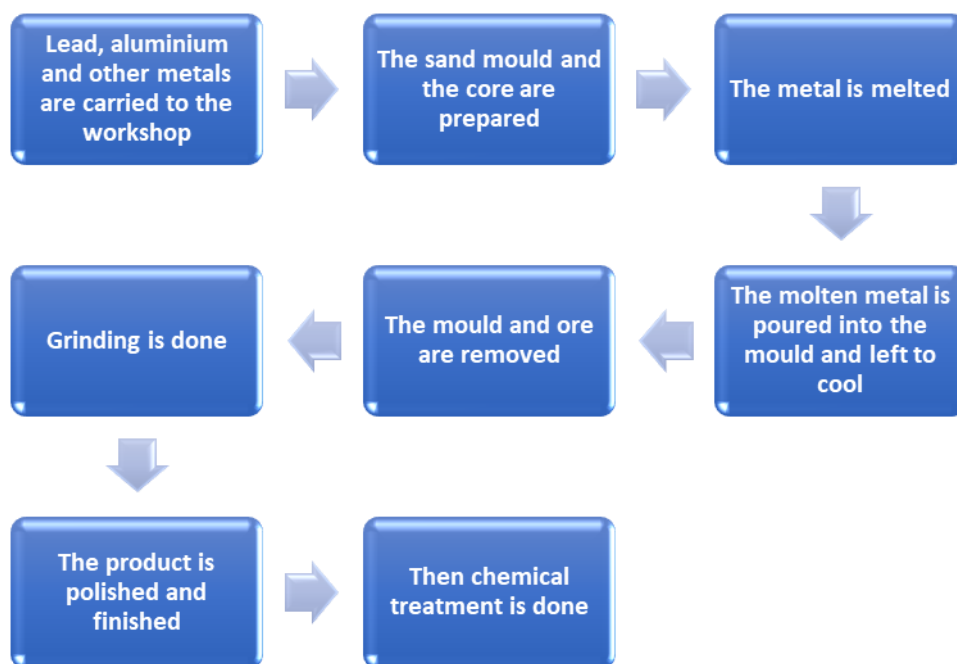 Lead, aluminium
and other metals
are carried to the
workshop
The sand mould and
the core are
prepared
The metal is melted
The molten metal is
poured into the
mould and left to
cool
The mould and ore
are removed
Grinding is done
The product is
polished and
finished
Then chemical
treatment is done